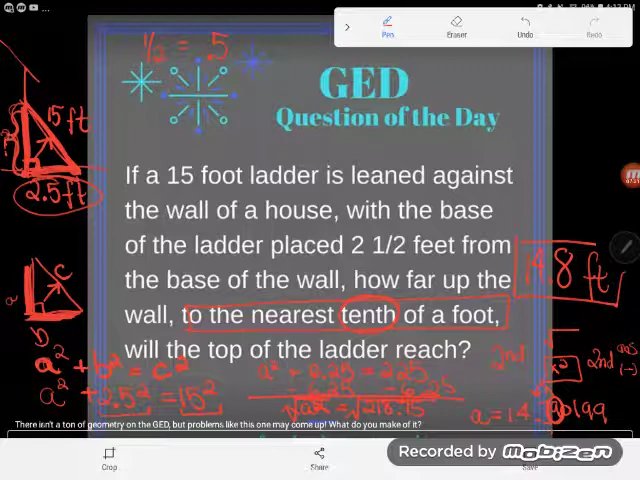 Pen
Eraser
Undo
Redo
1/2 = .5
GED
Question of the Day
15 ft
2.5 ft
If a 15 foot ladder is leaned against
the wall of a house, with the base
of the ladder placed 2 1/2 feet from
the base of the wall, how far up the
wall, to the nearest tenth of a foot,
will the top of the ladder reach?
14.8 ft
a
c
b
a² + b² = c²
a² + 2.5² = 15²
a² + 6.25 = 225
- 6.25 - 6.25
√a² = √218.75
2nd
x²
2nd
ans
(-)
There isn't a ton of geometry on the GED, but problems like this one may come up! What do you make of it?
Crop
Share
Save
Recorded by Mobizen